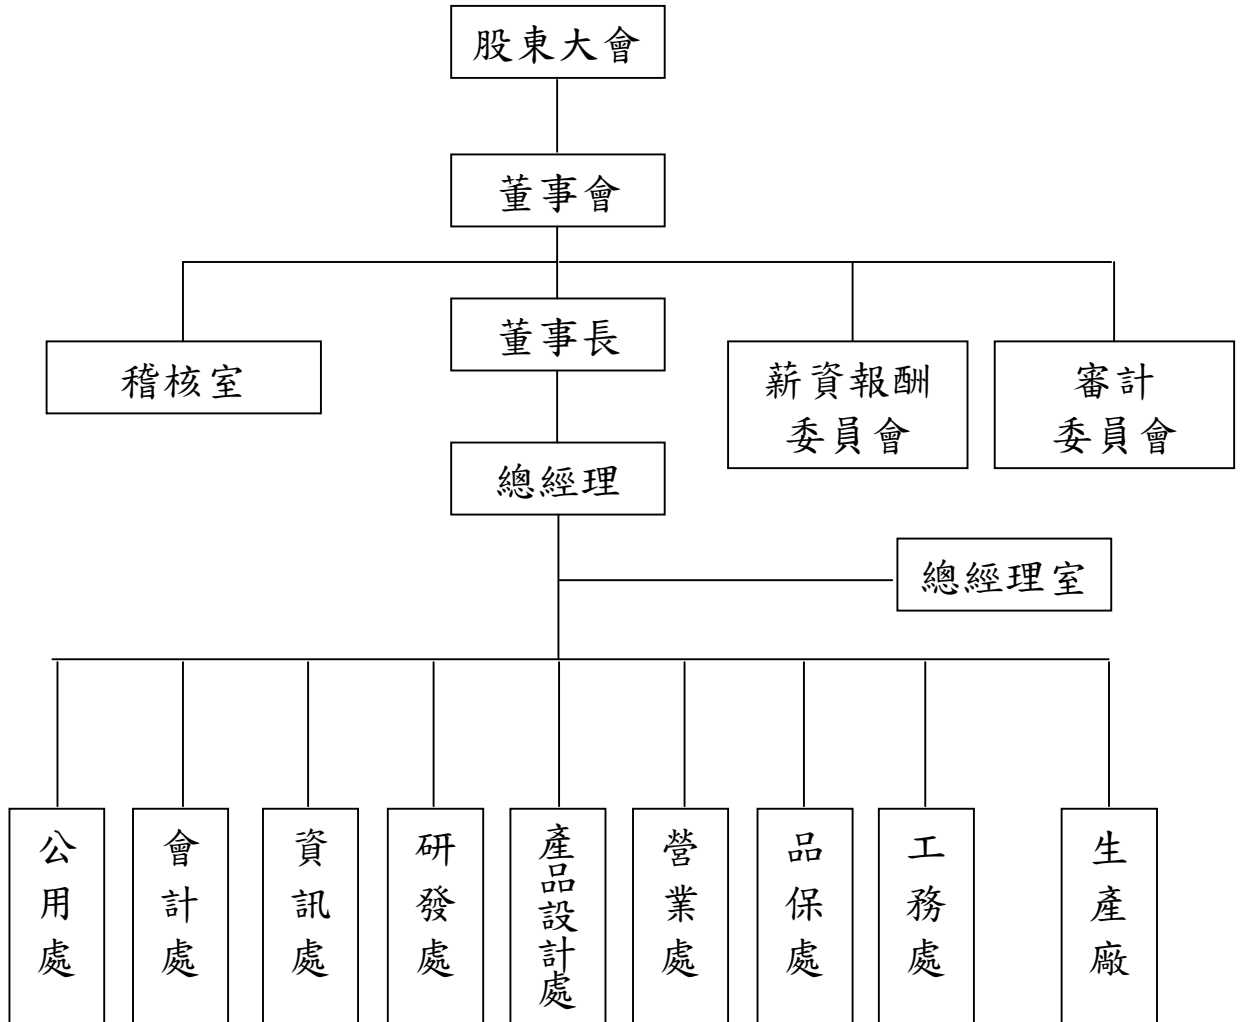 股東大會
董事會
董事長
稽核室
薪資報酬
委員會
審計
委員會
總經理
總經理室
公用處
會計處
資訊處
研發處
產品設計處
營業處
品保處
工務處
生產廠